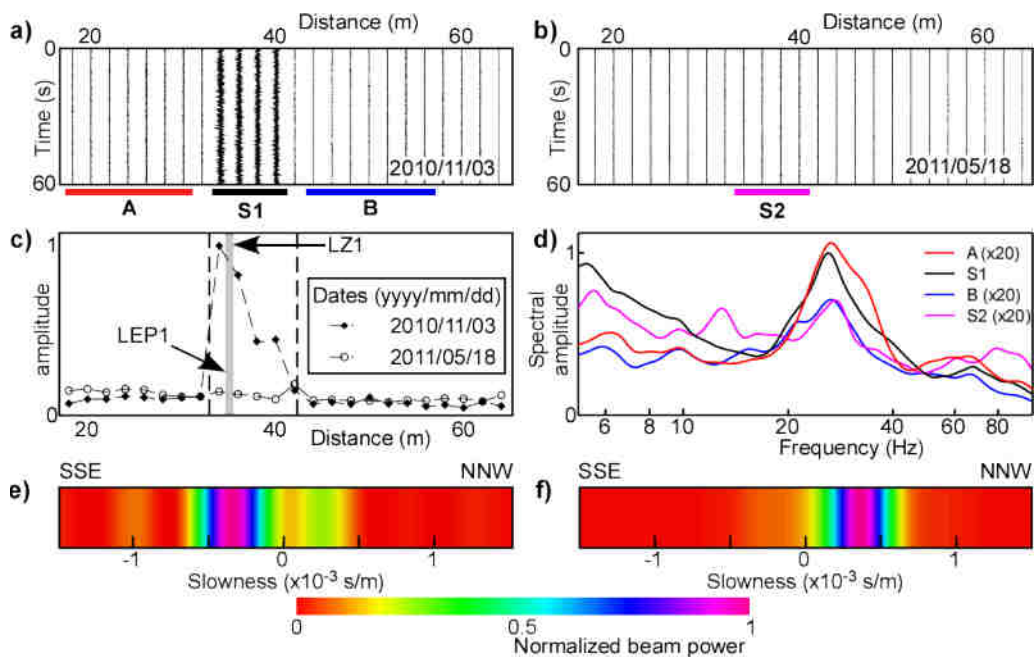 a)
Distance (m)
20 40 60
0
Time (s)
60
2010/11/03
A S1 B
b)
Distance (m)
20 40 60
0
Time (s)
60
2011/05/18
S2
c)
1
amplitude
0
LZ1
LEP1
Dates (yyyy/mm/dd)
2010/11/03
2011/05/18
20 40 60
Distance (m)
d)
1
Spectral
amplitude
0
A (x20)
S1
B (x20)
S2 (x20)
6 8 10 20 40 60 80
Frequency (Hz)
SSE NNW
e)
-1 0 1
Slowness (x10⁻³ s/m)
f)
-1 0 1
Slowness (x10⁻³ s/m)
0 0.5 1
Normalized beam power